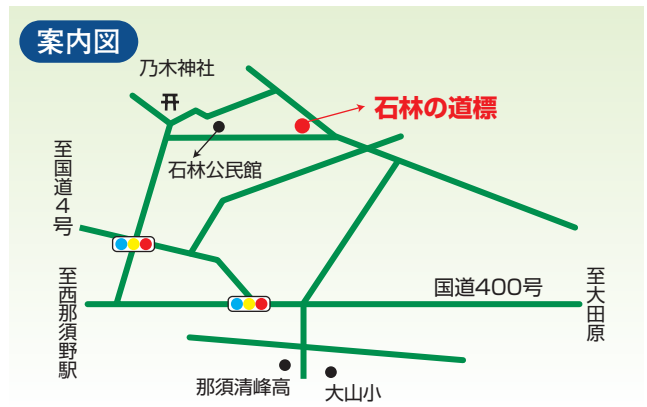 案内図
乃木神社
石林の道標
石林公民館
至国道4号
至西那須野駅
国道400号
至大田原
那須清峰高
大山小